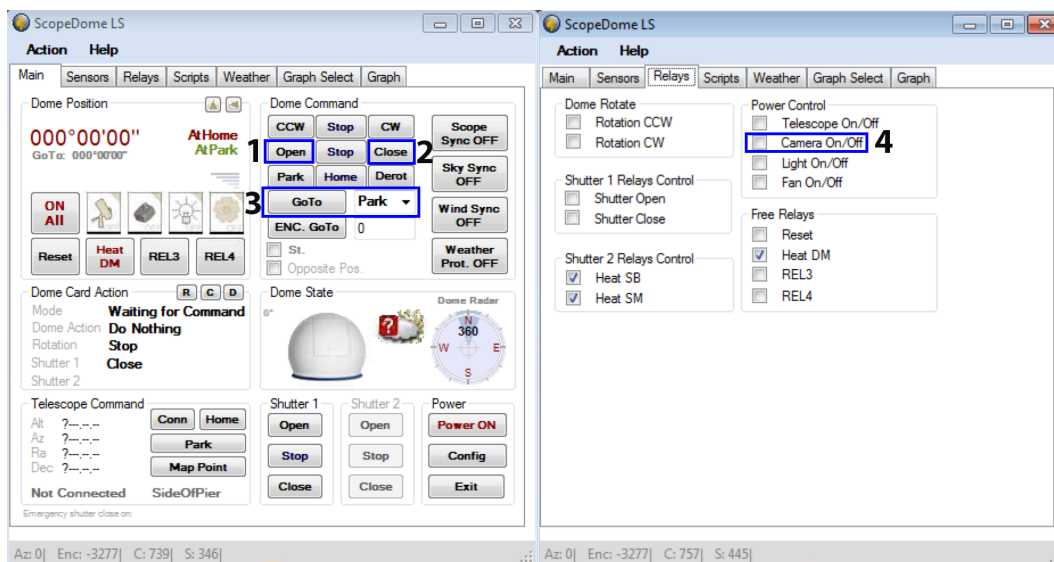 ScopeDome LS
Action Help
Main Sensors Relays Scripts Weather Graph Select Graph
Dome Position
000°00'00"
At Home
At Park
GoTo: 000°00'00"
ON All
Reset
Heat DM
REL3
REL4
Dome Command
CCW Stop CW
1 Open Stop Close 2
Park Home Derot
3 GoTo Park
ENC. GoTo 0
St.
Opposite Pos.
Scope Sync OFF
Sky Sync OFF
Wind Sync OFF
Weather Prot. OFF
Dome Card Action R C D
Mode Waiting for Command
Dome Action Do Nothing
Rotation Stop
Shutter 1 Close
Shutter 2
Dome State
0°
?
Dome Radar
N
360
W E
S
Telescope Command
Alt ?--.--.--
Az ?--.--.--
Ra ?--.--.--
Dec ?--.--.--
Conn Home
Park
Map Point
Not Connected SideOfPier
Shutter 1
Open
Stop
Close
Shutter 2
Open
Stop
Close
Power
Power ON
Config
Exit
Emergency shutter close on:
Az: 0| Enc: -3277| C: 739| S: 346|
ScopeDome LS
Action Help
Main Sensors Relays Scripts Weather Graph Select Graph
Dome Rotate
Rotation CCW
Rotation CW
Shutter 1 Relays Control
Shutter Open
Shutter Close
Shutter 2 Relays Control
Heat SB
Heat SM
Power Control
Telescope On/Off
Camera On/Off 4
Light On/Off
Fan On/Off
Free Relays
Reset
Heat DM
REL3
REL4
Az: 0| Enc: -3277| C: 757| S: 445|